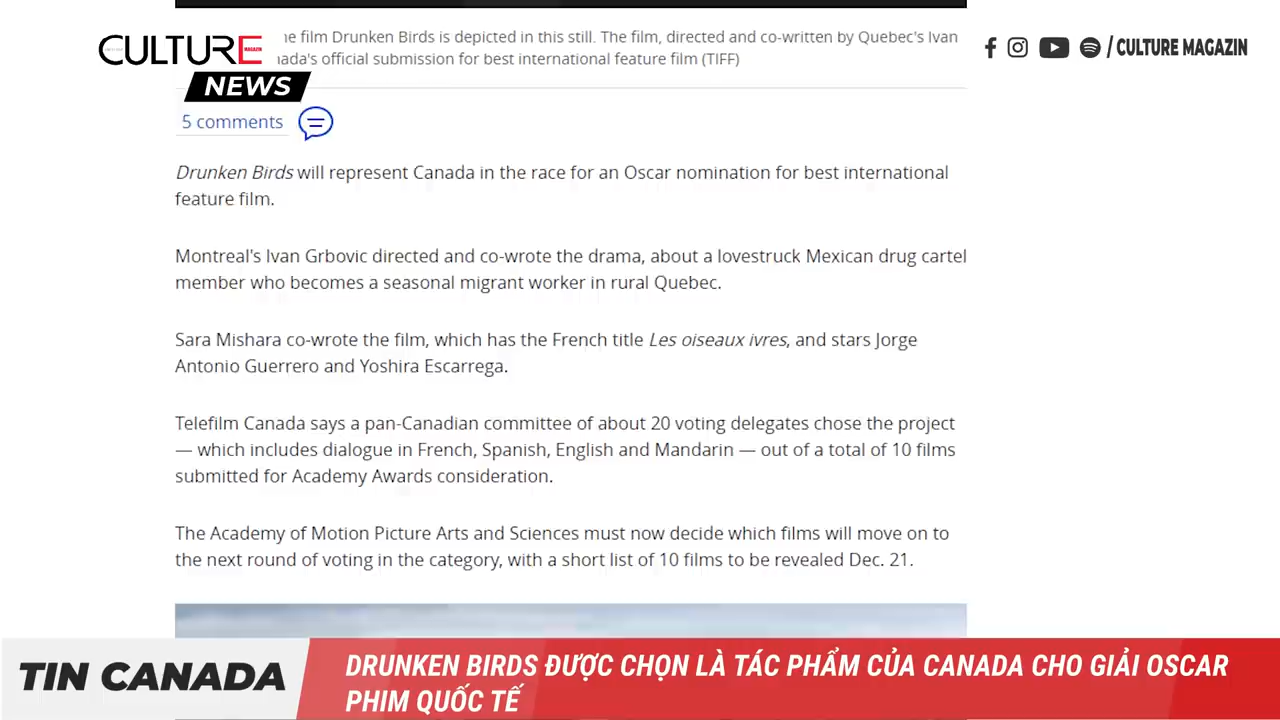 he film Drunken Birds is depicted in this still. The film, directed and co-written by Quebec's Ivan
nada's official submission for best international feature film (TIFF)
CULTURE
MAGAZIN
NEWS
/ CULTURE MAGAZIN
5 comments
Drunken Birds will represent Canada in the race for an Oscar nomination for best international
feature film.
Montreal's Ivan Grbovic directed and co-wrote the drama, about a lovestruck Mexican drug cartel
member who becomes a seasonal migrant worker in rural Quebec.
Sara Mishara co-wrote the film, which has the French title Les oiseaux ivres, and stars Jorge
Antonio Guerrero and Yoshira Escarrega.
Telefilm Canada says a pan-Canadian committee of about 20 voting delegates chose the project
— which includes dialogue in French, Spanish, English and Mandarin — out of a total of 10 films
submitted for Academy Awards consideration.
The Academy of Motion Picture Arts and Sciences must now decide which films will move on to
the next round of voting in the category, with a short list of 10 films to be revealed Dec. 21.
TIN CANADA
DRUNKEN BIRDS ĐƯỢC CHỌN LÀ TÁC PHẨM CỦA CANADA CHO GIẢI OSCAR
PHIM QUỐC TẾ